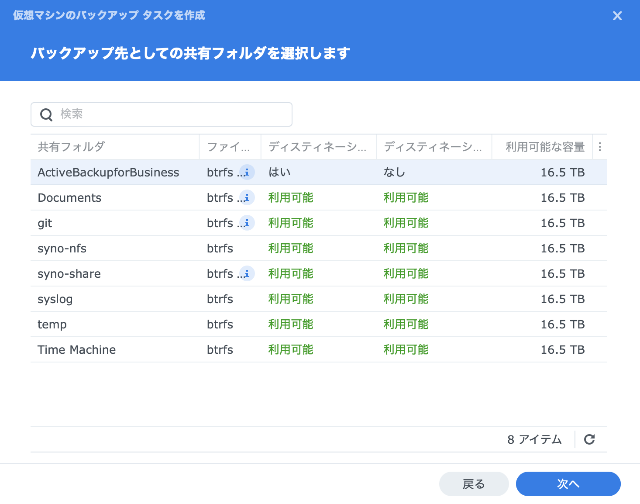 仮想マシンのバックアップ タスクを作成
バックアップ先としての共有フォルダを選択します
検索
共有フォルダ ファイ... ディスティネーシ... ディスティネーシ... 利用可能な容量
ActiveBackupforBusiness btrfs ... はい なし 16.5 TB
Documents btrfs ... 利用可能 利用可能 16.5 TB
git btrfs ... 利用可能 利用可能 16.5 TB
syno-nfs btrfs 利用可能 利用可能 16.5 TB
syno-share btrfs ... 利用可能 利用可能 16.5 TB
syslog btrfs 利用可能 利用可能 16.5 TB
temp btrfs 利用可能 利用可能 16.5 TB
Time Machine btrfs 利用可能 利用可能 16.5 TB
8 アイテム
戻る 次へ